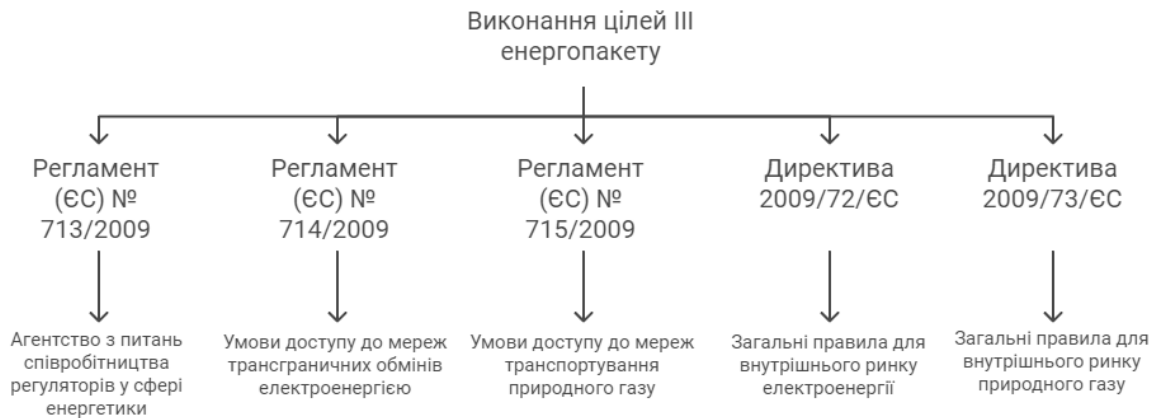 Виконання цілей III
енергопакету
Регламент
(ЄС) №
713/2009
Регламент
(ЄС) №
714/2009
Регламент
(ЄС) №
715/2009
Директива
2009/72/ЄС
Директива
2009/73/ЄС
Агентство з питань
співробітництва
регуляторів у сфері
енергетики
Умови доступу до мереж
трансграничних обмінів
електроенергією
Умови доступу до мереж
транспортування
природного газу
Загальні правила для
внутрішнього ринку
електроенергії
Загальні правила для
внутрішнього ринку
природного газу